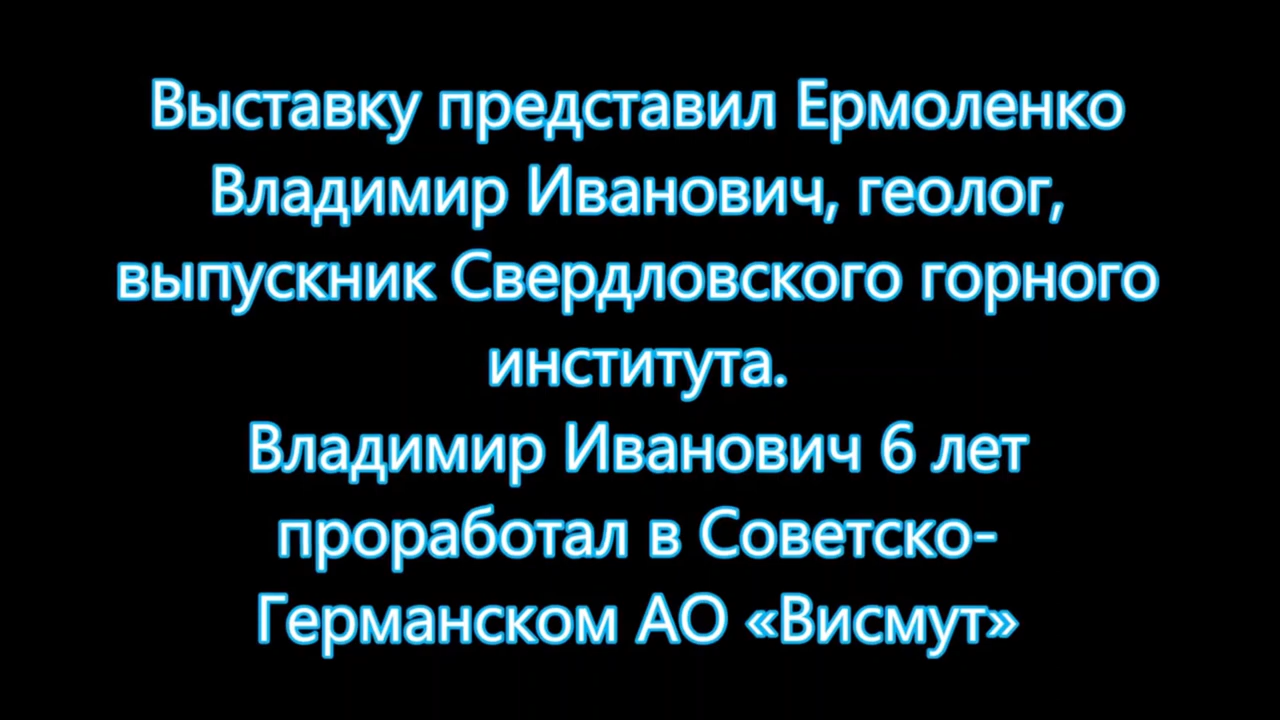 Выставку представил Ермоленко
Владимир Иванович, геолог,
выпускник Свердловского горного
института.
Владимир Иванович 6 лет
проработал в Советско-
Германском АО «Висмут»